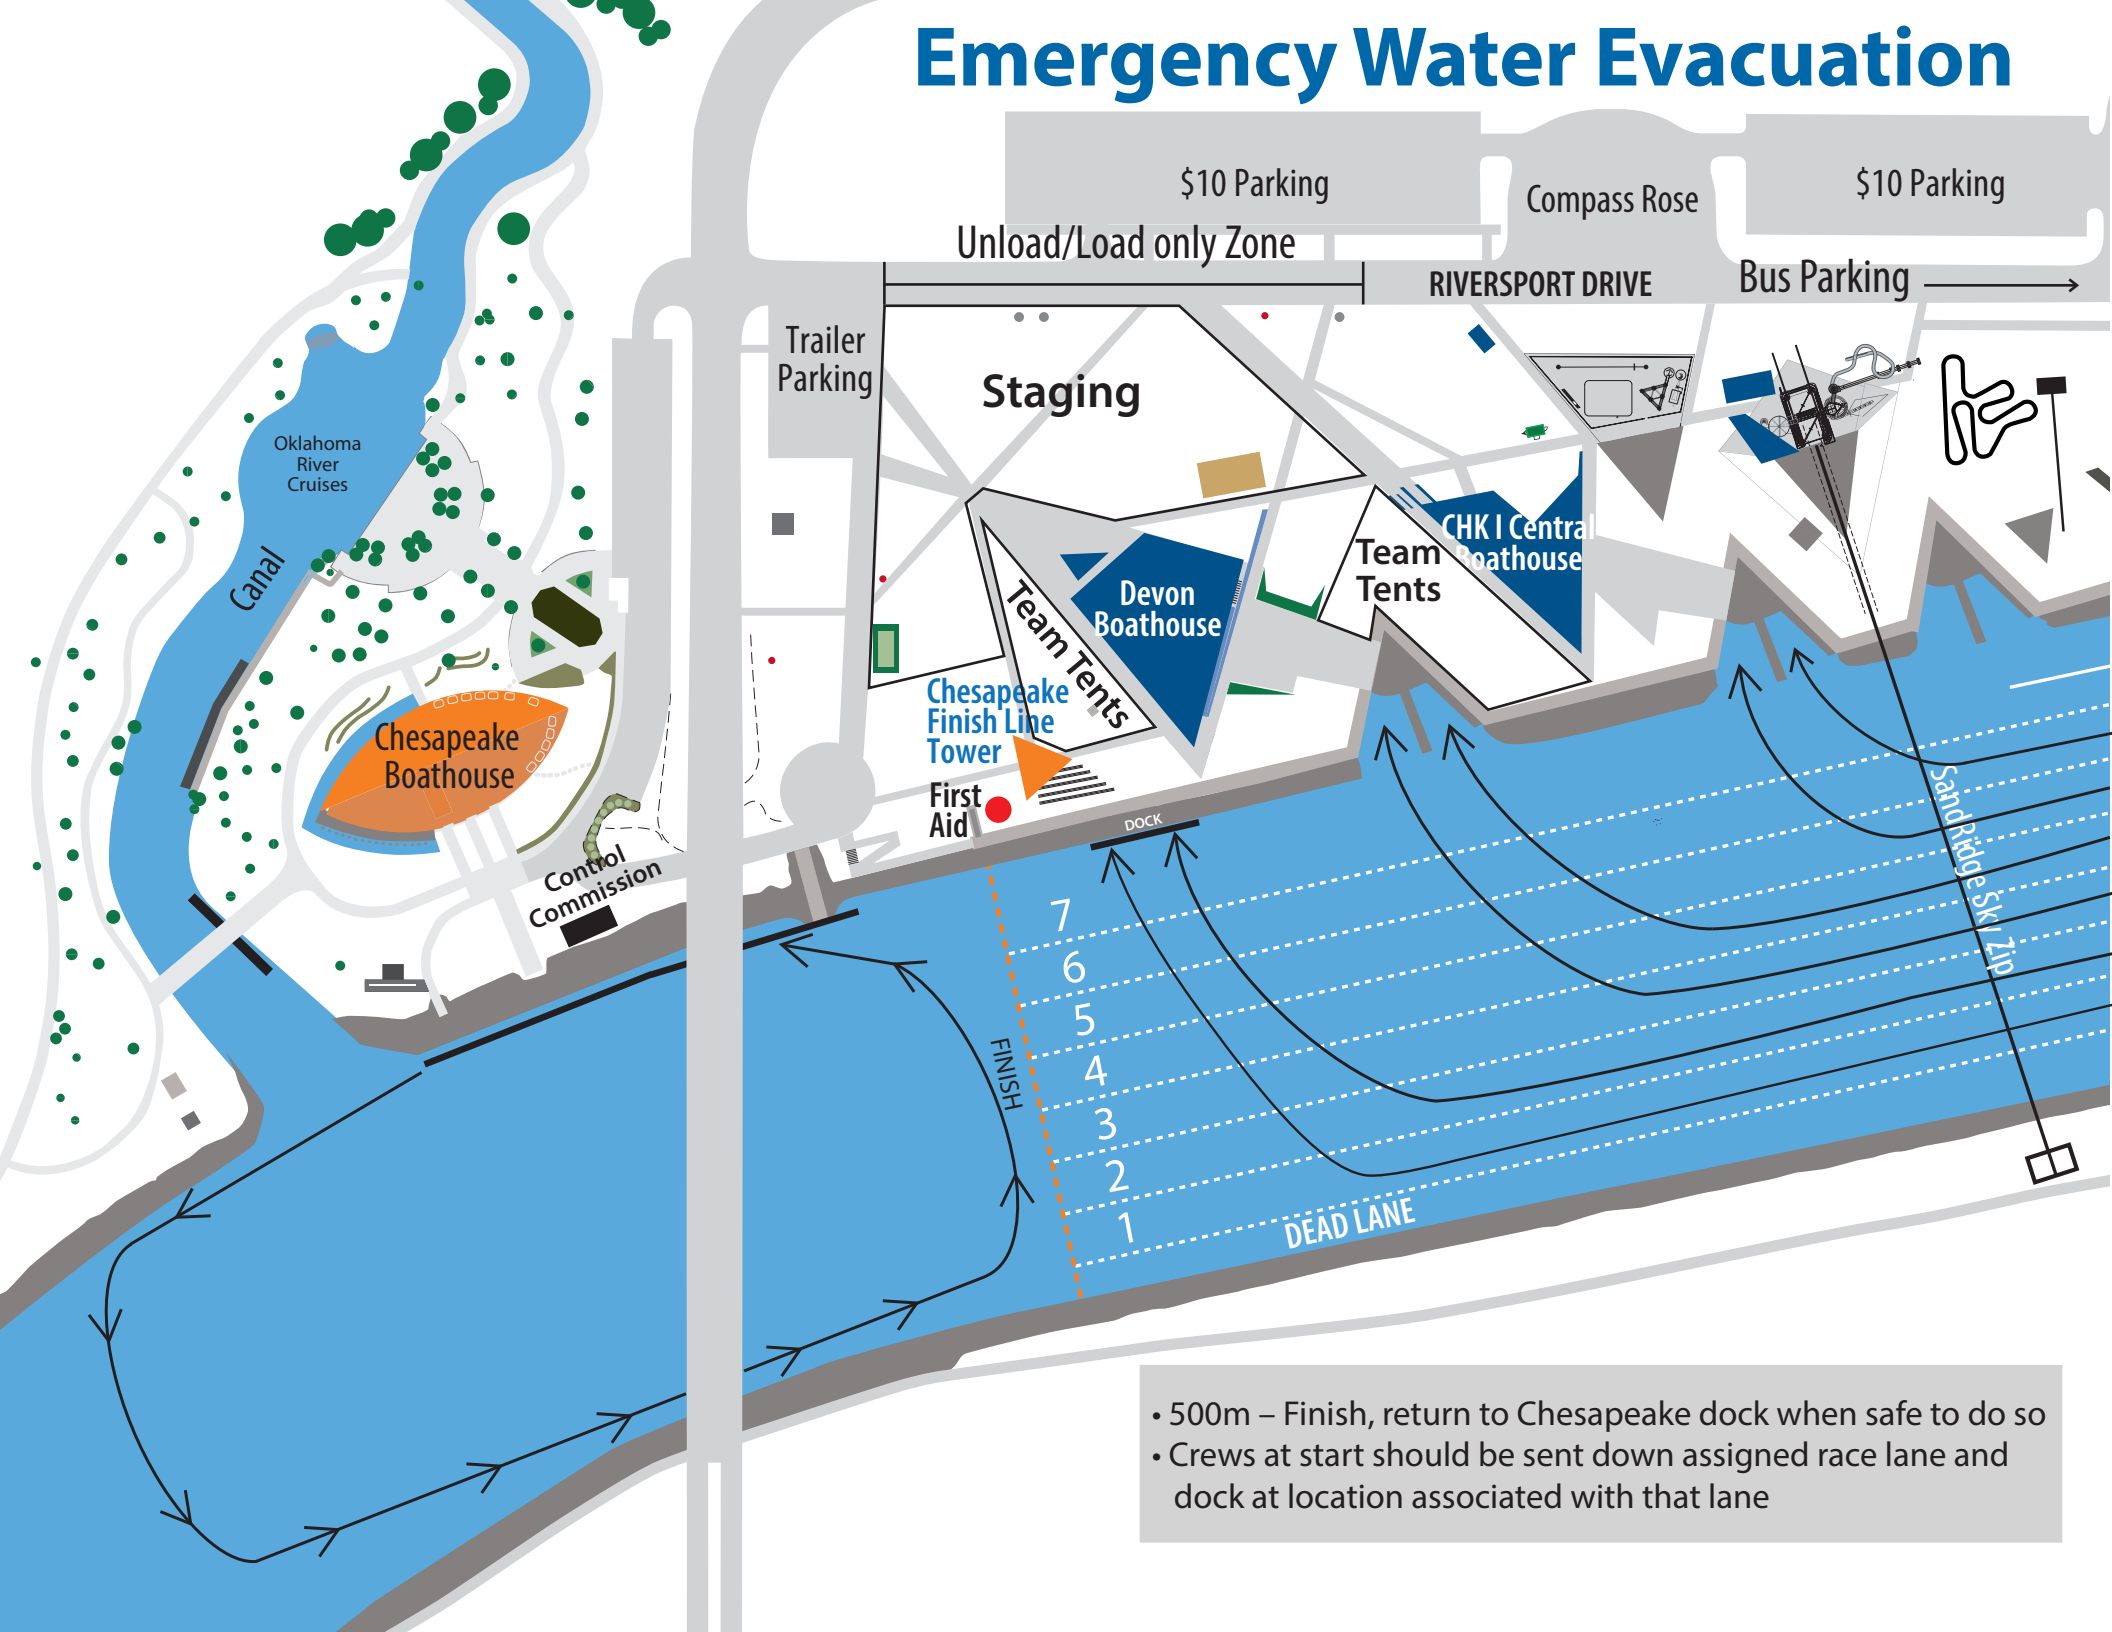 Emergency Water Evacuation
$10 Parking
Compass Rose
$10 Parking
Unload/Load only Zone
RIVERSPORT DRIVE
Bus Parking
Trailer
Parking
Staging
Oklahoma
River
Cruises
Canal
CHK I Central
Boathouse
Team
Tents
Devon
Boathouse
Team Tents
Chesapeake
Finish Line
Tower
Chesapeake
Boathouse
First
Aid
DOCK
Control
Commission
SandRidge Sky Zip
7
6
5
4
3
2
1
FINISH
DEAD LANE
• 500m – Finish, return to Chesapeake dock when safe to do so
• Crews at start should be sent down assigned race lane and
dock at location associated with that lane